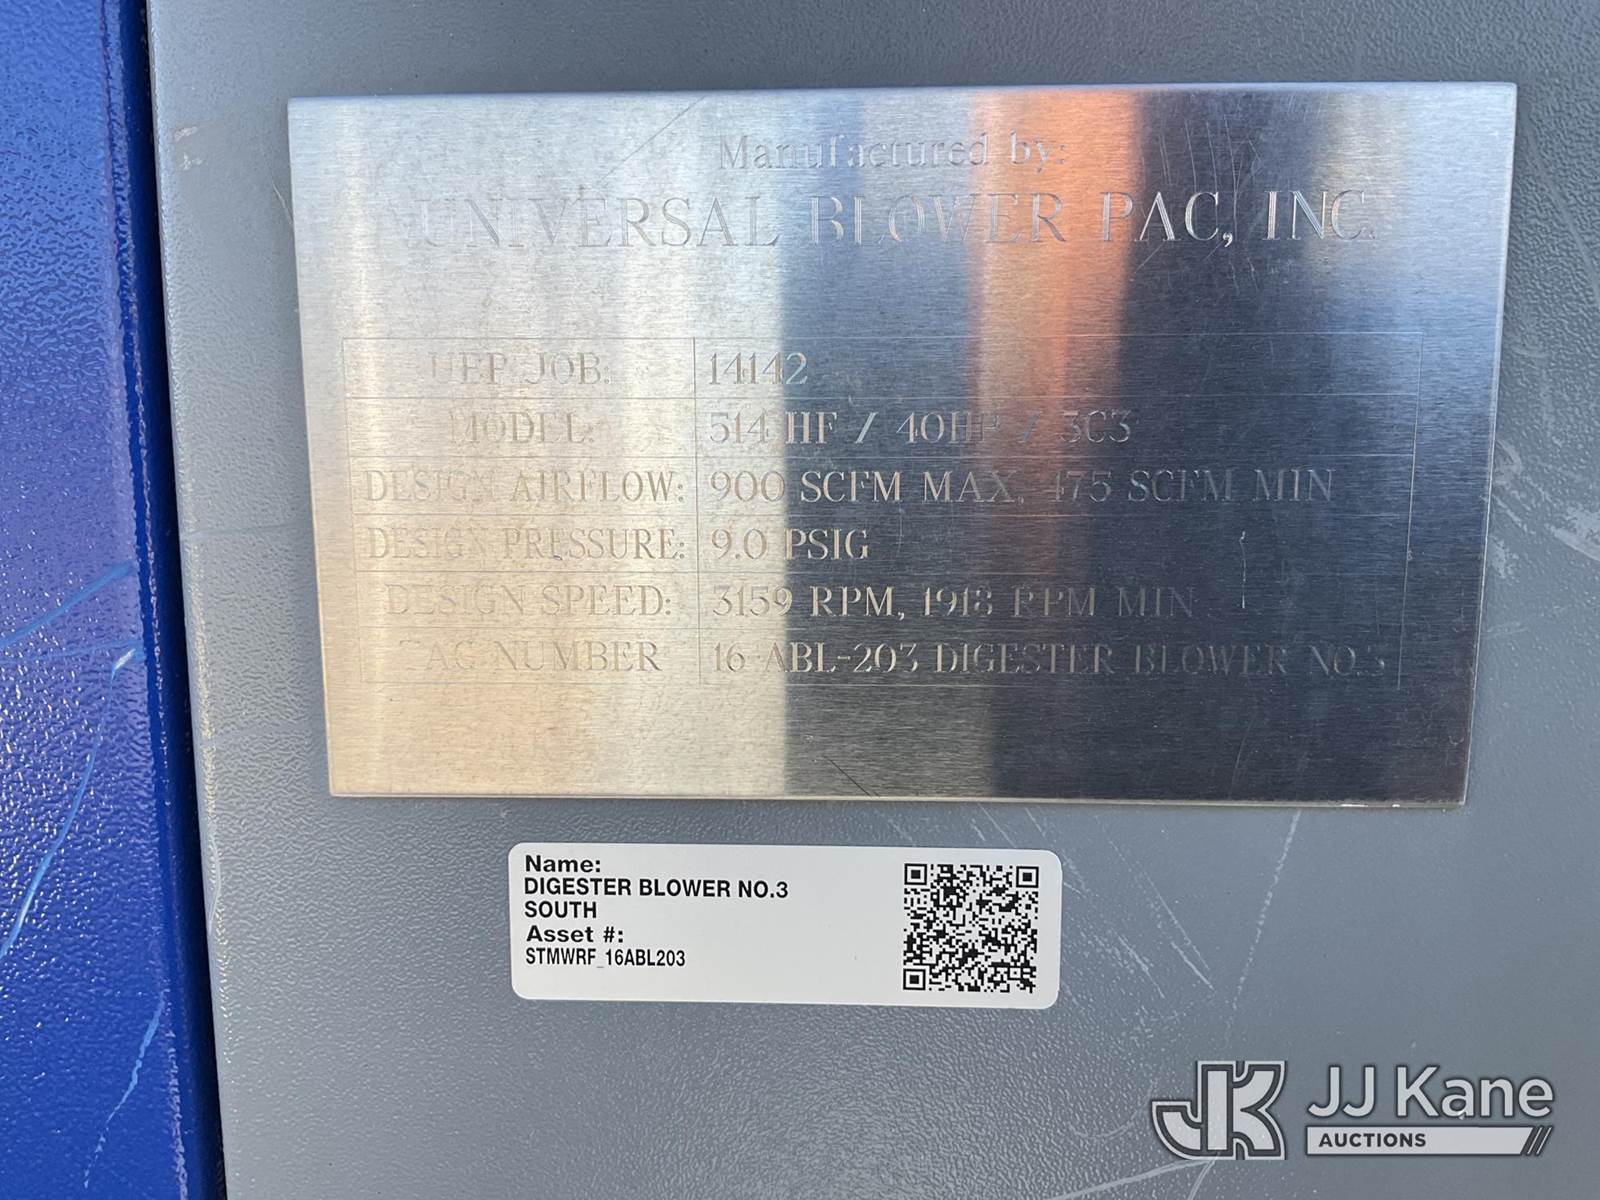 Manufactured by:
UNIVERSAL BLOWER PAC, INC.
UBP JOB: 14142
MODEL: 514 HF / 40HP / 3C3
DESIGN AIRFLOW: 900 SCFM MAX, 475 SCFM MIN
DESIGN PRESSURE: 9.0 PSIG
DESIGN SPEED: 3159 RPM, 1918 RPM MIN
TAG NUMBER 16 ABL-203 DIGESTER BLOWER NO.3
Name:
DIGESTER BLOWER NO.3
SOUTH
Asset #:
STMWRF_16ABL203
JK JJ Kane
AUCTIONS